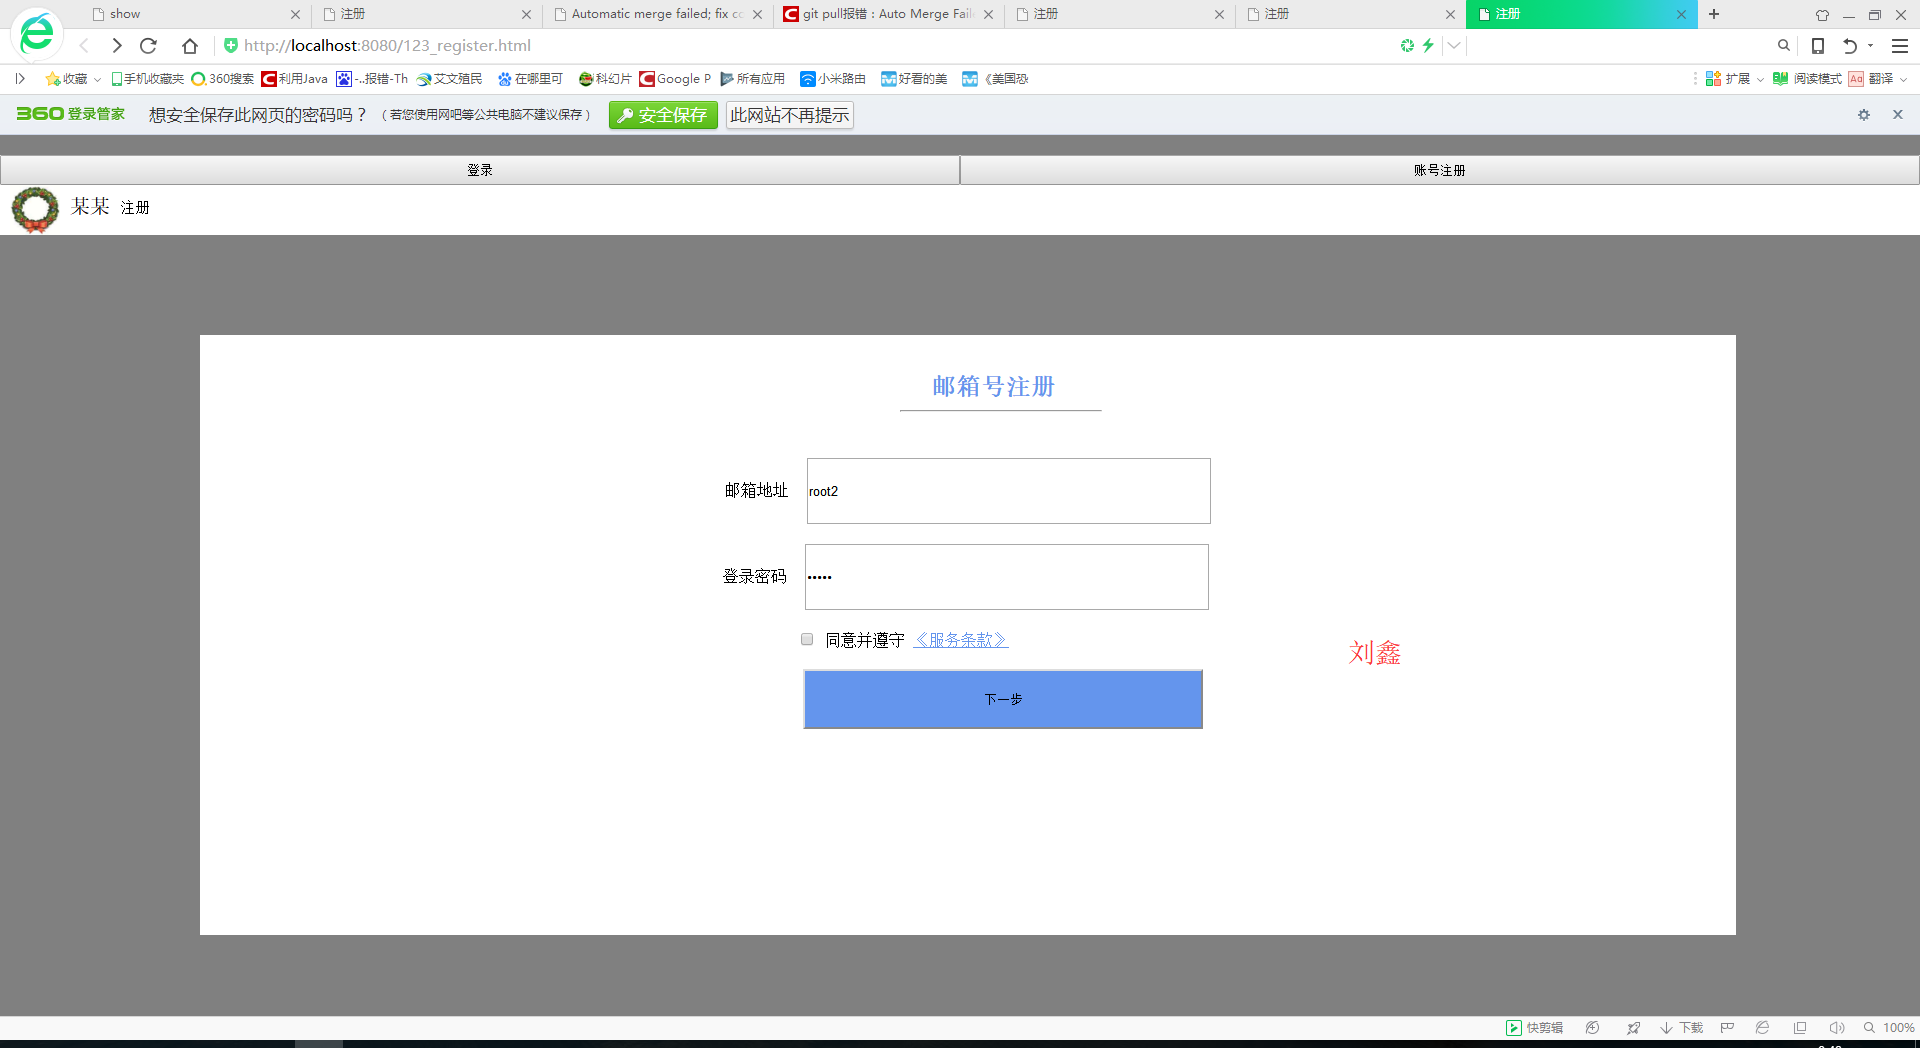 show
注册
Automatic merge failed; fix co
git pull报错：Auto Merge Fail
注册
注册
注册
http://localhost:8080/123_register.html
收藏
手机收藏夹
360搜索
利用Java
-..报错-Th
艾文殖民
在哪里可
科幻片
Google P
所有应用
小米路由
好看的美
《美国恐
扩展
阅读模式
翻译
360登录管家
想安全保存此网页的密码吗？
（若您使用网吧等公共电脑不建议保存）
安全保存
此网站不再提示
登录
账号注册
某某 注册
邮箱号注册
邮箱地址
root2
登录密码
•••••
同意并遵守 《服务条款》
刘鑫
下一步
快剪辑
下载
100%